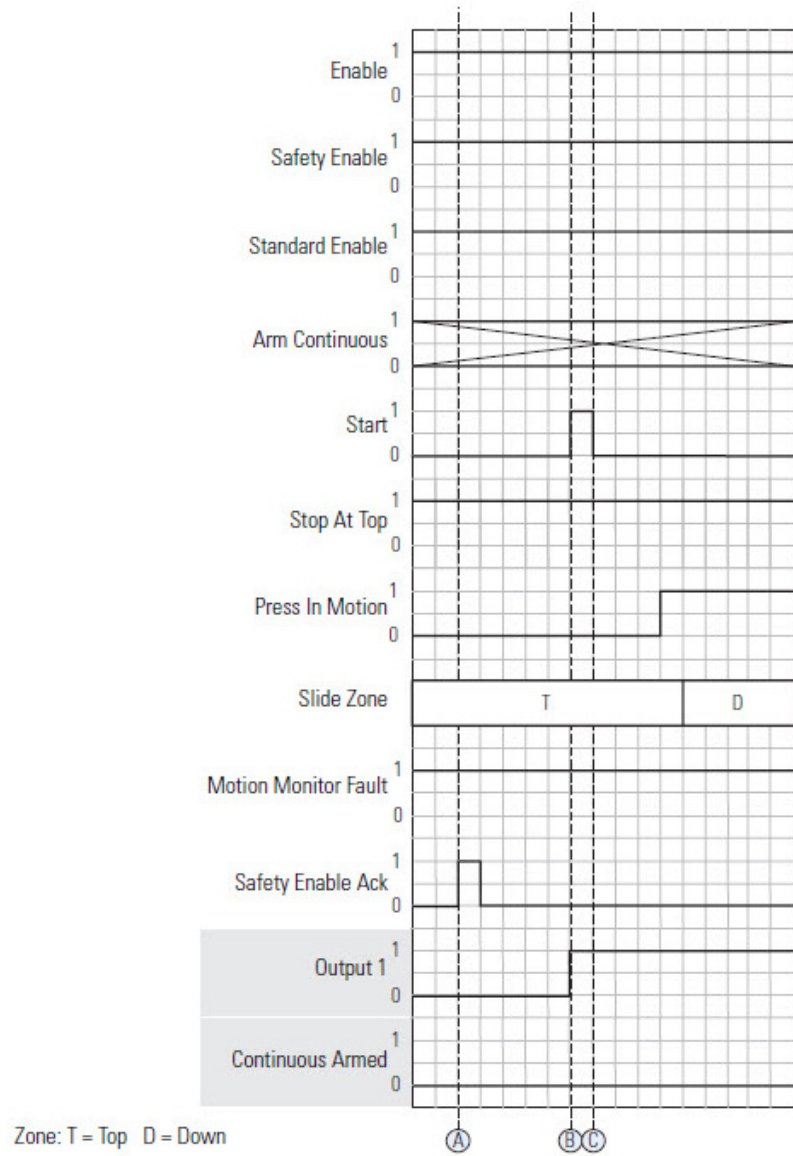 1
Enable
0
1
Safety Enable
0
1
Standard Enable
0
1
Arm Continuous
0
1
Start
0
1
Stop At Top
0
1
Press In Motion
0
Slide Zone T D
1
Motion Monitor Fault
0
1
Safety Enable Ack
0
1
Output 1
0
1
Continuous Armed
0
Zone: T = Top D = Down A B C